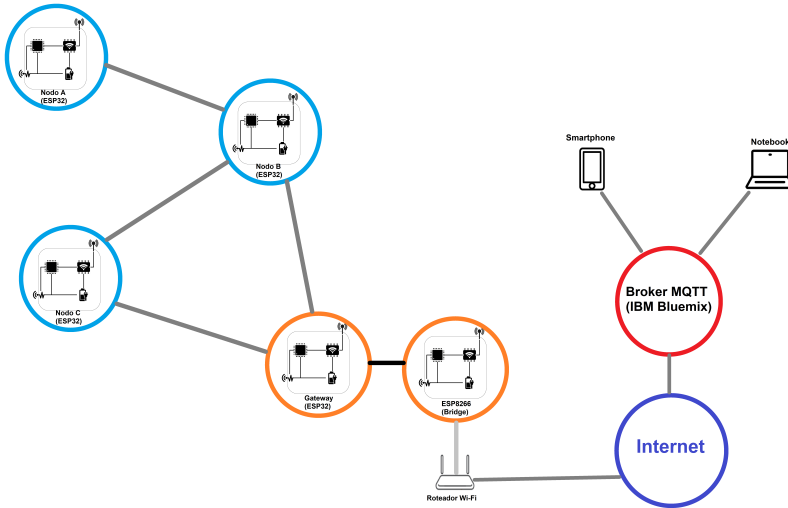 Nodo A
(ESP32)
Nodo B
(ESP32)
Smartphone
Notebook
Nodo C
(ESP32)
Broker MQTT
(IBM Bluemix)
Gateway
(ESP32)
ESP8266
(Bridge)
Internet
Roteador Wi-Fi